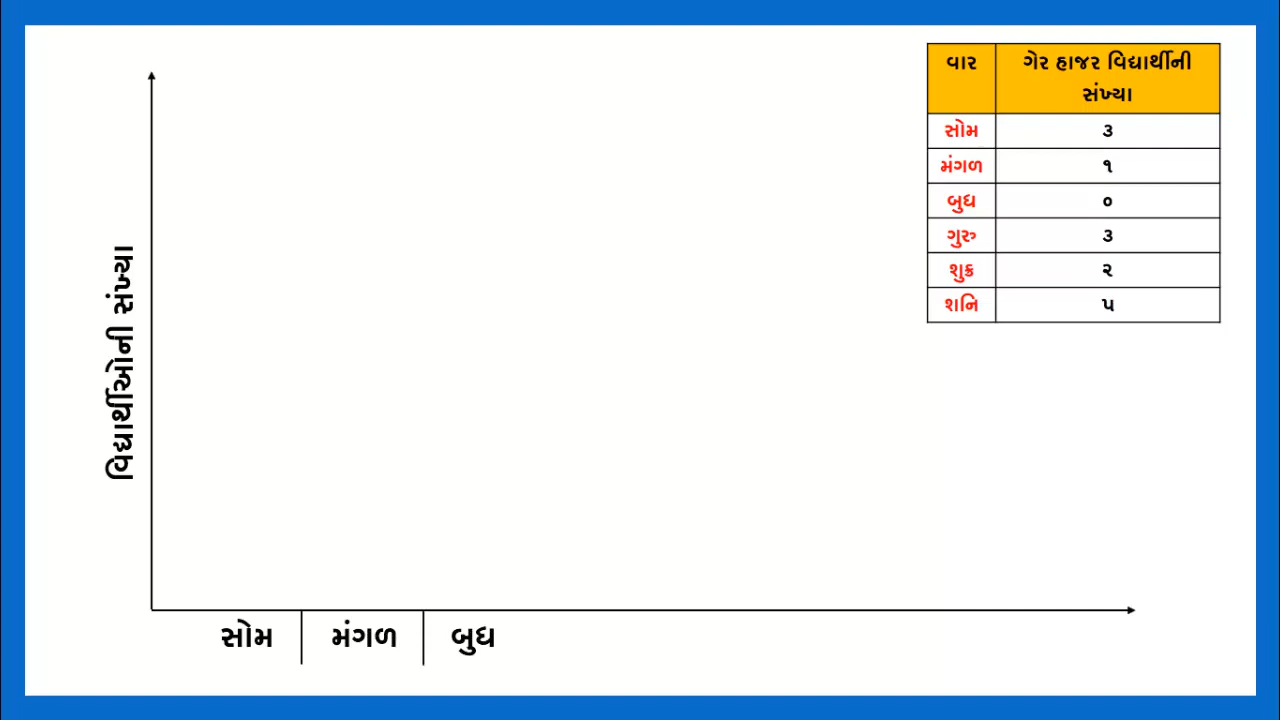 વાર ગેર હાજર વિદ્યાર્થીની
સંખ્યા
સોમ ૩
મંગળ ૧
બુધ ૦
ગુરુ ૩
શુક્ર ૨
શનિ ૫
વિદ્યાર્થીઓની સંખ્યા
સોમ મંગળ બુધ